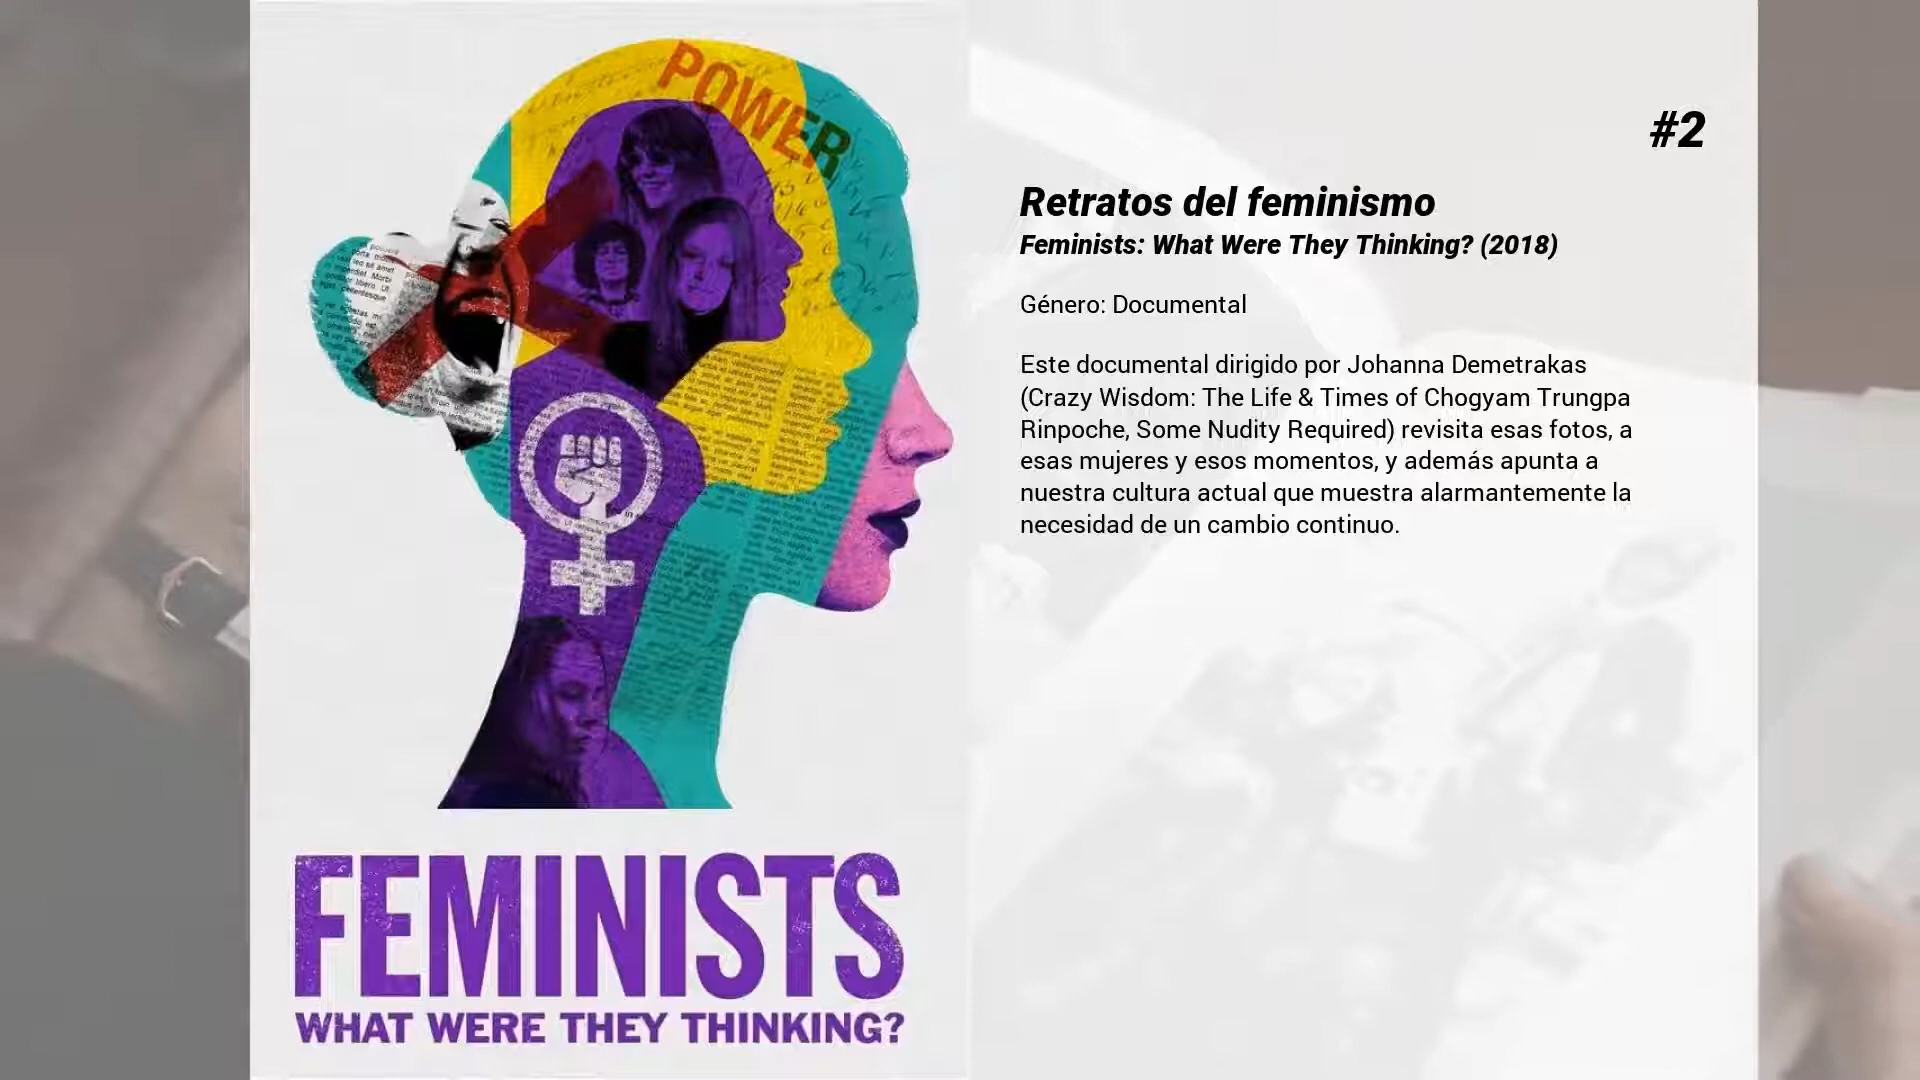 POWER
FEMINISTS
WHAT WERE THEY THINKING?
#2
Retratos del feminismo
Feminists: What Were They Thinking? (2018)
Género: Documental
Este documental dirigido por Johanna Demetrakas
(Crazy Wisdom: The Life & Times of Chogyam Trungpa
Rinpoche, Some Nudity Required) revisita esas fotos, a
esas mujeres y esos momentos, y además apunta a
nuestra cultura actual que muestra alarmantemente la
necesidad de un cambio continuo.